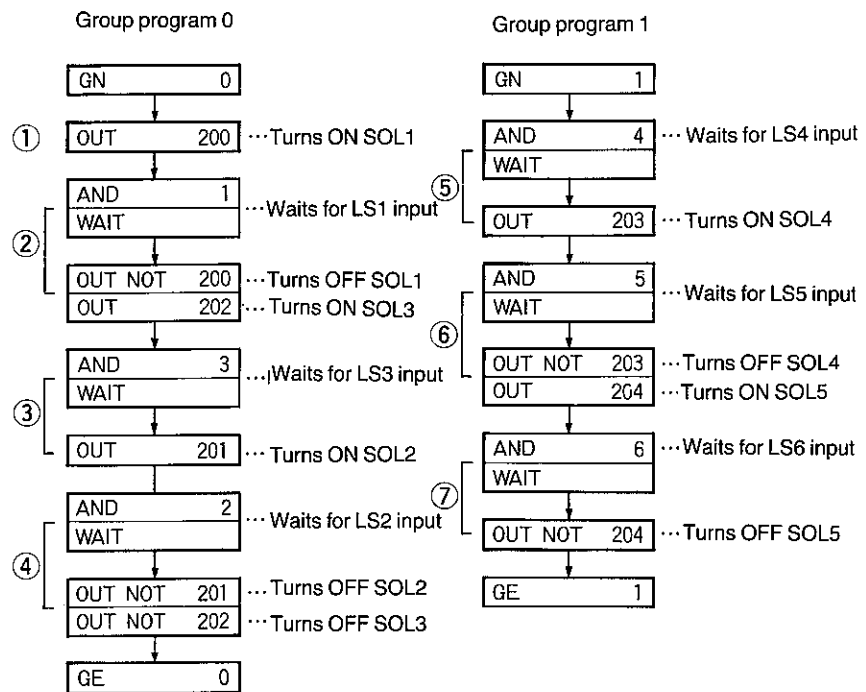 Group program 0
GN 0
① OUT 200 ···Turns ON SOL1
AND 1
WAIT
···Waits for LS1 input
②
OUT NOT 200 ···Turns OFF SOL1
OUT 202 ···Turns ON SOL3
AND 3
WAIT
···Waits for LS3 input
③
OUT 201 ···Turns ON SOL2
AND 2
WAIT
···Waits for LS2 input
④
OUT NOT 201 ···Turns OFF SOL2
OUT NOT 202 ···Turns OFF SOL3
GE 0
Group program 1
GN 1
AND 4 ···Waits for LS4 input
WAIT
⑤
OUT 203 ···Turns ON SOL4
AND 5
WAIT
···Waits for LS5 input
⑥
OUT NOT 203 ···Turns OFF SOL4
OUT 204 ···Turns ON SOL5
AND 6 ···Waits for LS6 input
WAIT
⑦
OUT NOT 204 ···Turns OFF SOL5
GE 1